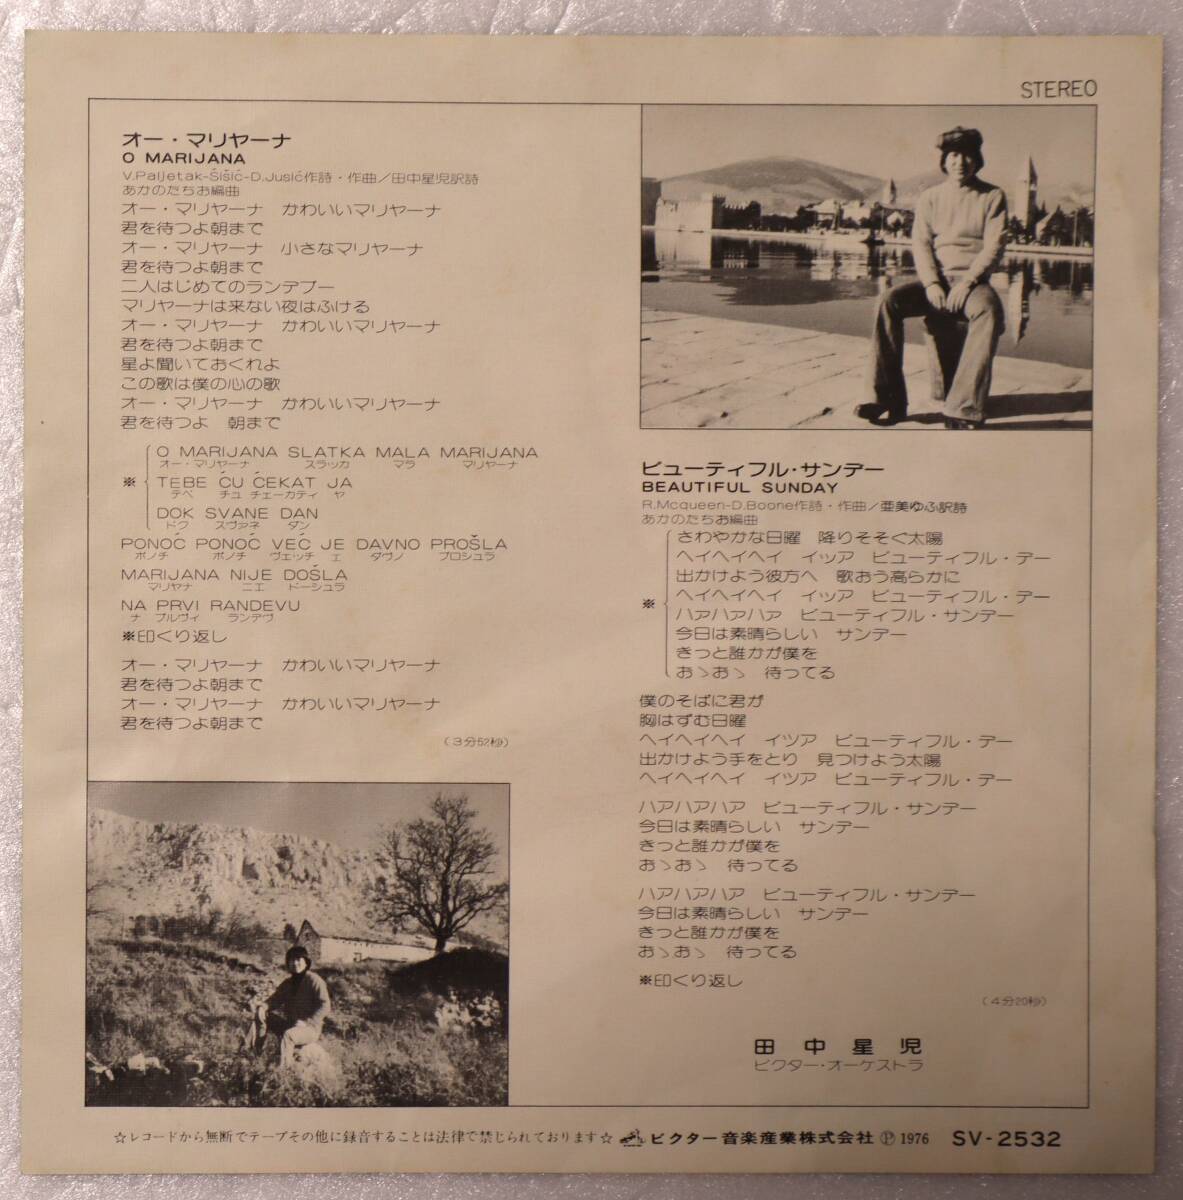 STEREO
オー・マリヤーナ
O MARIJANA
V.Paljetak-Šišić-D.Jusić作詩・作曲/田中星児訳詩
あかのたちお編曲
オー・マリヤーナ かわいいマリヤーナ
君を待つよ朝まで
オー・マリヤーナ 小さなマリヤーナ
君を待つよ朝まで
二人はじめてのランデブー
マリヤーナは来ない夜はふける
オー・マリヤーナ かわいいマリヤーナ
君を待つよ朝まで
星よ聞いておくれよ
この歌は僕の心の歌
オー・マリヤーナ かわいいマリヤーナ
君を待つよ 朝まで
O MARIJANA SLATKA MALA MARIJANA
オー・マリヤーナ スラッカ マラ マリヤーナ
※ TEBE ĆU ĆEKAT JA
テベ チュ チェーカティ ヤ
DOK SVANE DAN
ドク スヴァネ ダン
PONOĆ PONOĆ VEĆ JE DAVNO PROŠLA
ポノチ ポノチ ヴェッチ ェ ダヴノ プロシュラ
MARIJANA NIJE DOŠLA
マリヤナ ニエ ドーシュラ
NA PRVI RANDEVU
ナ プルヴィ ランデヴ
※印くり返し
オー・マリヤーナ かわいいマリヤーナ
君を待つよ朝まで
オー・マリヤーナ かわいいマリヤーナ
君を待つよ朝まで
(3分52秒)
ビューティフル・サンデー
BEAUTIFUL SUNDAY
R.Mcqueen-D.Boone作詩・作曲/亜美ゆふ訳詩
あかのたちお編曲
さわやかな日曜 降りそそぐ太陽
ヘイヘイヘイ イッツア ビューティフル・デー
出かけよう彼方へ 歌おう高らかに
※ ヘイヘイヘイ イッツア ビューティフル・デー
ハァハァハァ ビューティフル・サンデー
今日は素晴らしい サンデー
きっと誰かが僕を
おゝおゝ 待ってる
僕のそばに君が
胸はずむ日曜
ヘイヘイヘイ イツア ビューティフル・デー
出かけよう手をとり 見つけよう太陽
ヘイヘイヘイ イツア ビューティフル・デー
ハアハアハア ビューティフル・サンデー
今日は素晴らしい サンデー
きっと誰かが僕を
おゝおゝ 待ってる
ハアハアハア ビューティフル・サンデー
今日は素晴らしい サンデー
きっと誰かが僕を
おゝおゝ 待ってる
※印くり返し
(4分20秒)
田中星児
ビクター・オーケストラ
☆レコードから無断でテープその他に録音することは法律で禁じられております☆ ビクター音楽産業株式会社 Ⓟ 1976 SV-2532